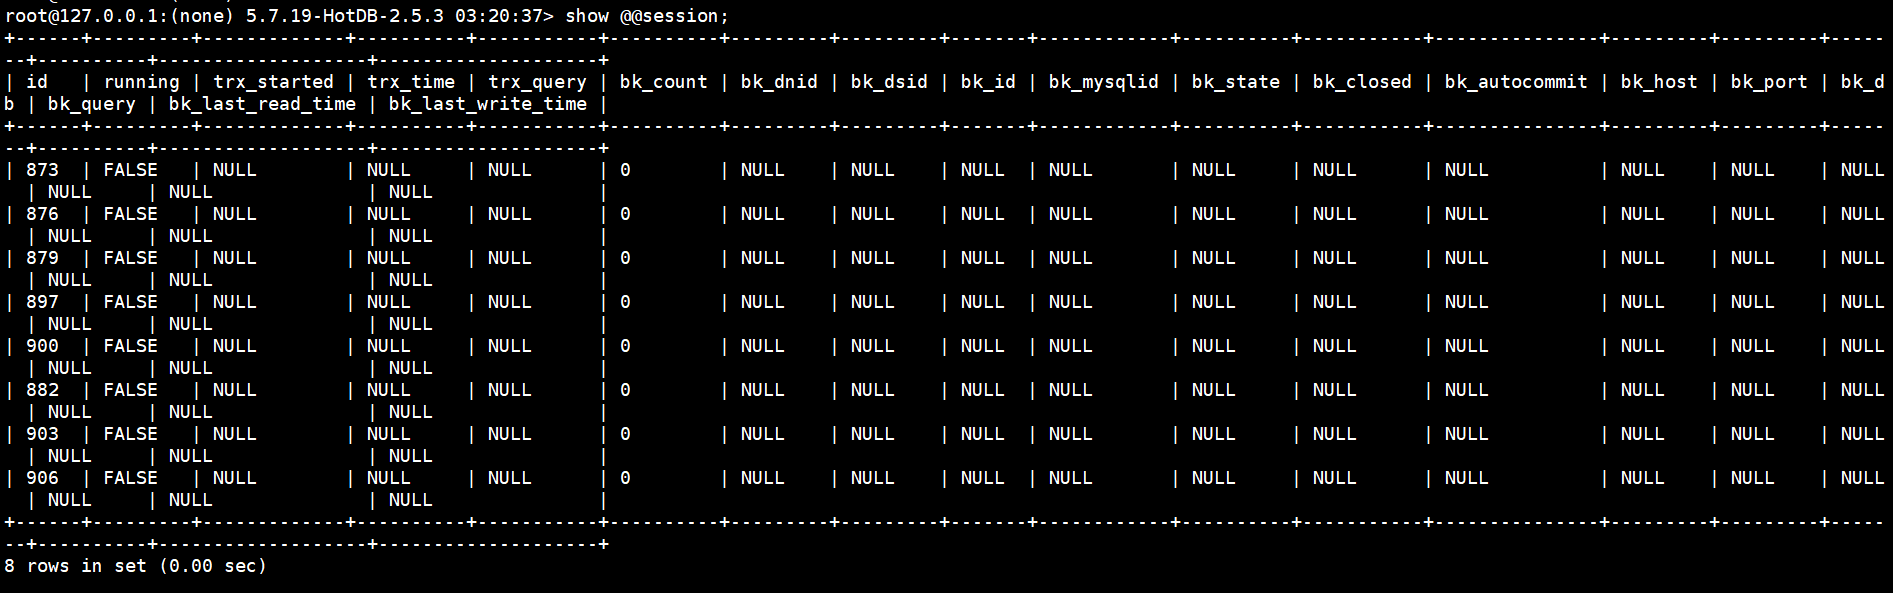 root@127.0.0.1:(none) 5.7.19-HotDB-2.5.3 03:20:37> show @@session;
+------+---------+-------------+----------+-----------+----------+---------+---------+-------+------------+----------+-----------+---------------+---------+---------+-----
--+----------+-------------------+--------------------+
| id   | running | trx_started | trx_time | trx_query | bk_count | bk_dnid | bk_dsid | bk_id | bk_mysqlid | bk_state | bk_closed | bk_autocommit | bk_host | bk_port | bk_d
b | bk_query | bk_last_read_time | bk_last_write_time |
+------+---------+-------------+----------+-----------+----------+---------+---------+-------+------------+----------+-----------+---------------+---------+---------+-----
--+----------+-------------------+--------------------+
| 873  | FALSE   | NULL        | NULL     | NULL      | 0        | NULL    | NULL    | NULL  | NULL       | NULL     | NULL      | NULL          | NULL    | NULL    | NULL
  | NULL     | NULL              | NULL               |
| 876  | FALSE   | NULL        | NULL     | NULL      | 0        | NULL    | NULL    | NULL  | NULL       | NULL     | NULL      | NULL          | NULL    | NULL    | NULL
  | NULL     | NULL              | NULL               |
| 879  | FALSE   | NULL        | NULL     | NULL      | 0        | NULL    | NULL    | NULL  | NULL       | NULL     | NULL      | NULL          | NULL    | NULL    | NULL
  | NULL     | NULL              | NULL               |
| 897  | FALSE   | NULL        | NULL     | NULL      | 0        | NULL    | NULL    | NULL  | NULL       | NULL     | NULL      | NULL          | NULL    | NULL    | NULL
  | NULL     | NULL              | NULL               |
| 900  | FALSE   | NULL        | NULL     | NULL      | 0        | NULL    | NULL    | NULL  | NULL       | NULL     | NULL      | NULL          | NULL    | NULL    | NULL
  | NULL     | NULL              | NULL               |
| 882  | FALSE   | NULL        | NULL     | NULL      | 0        | NULL    | NULL    | NULL  | NULL       | NULL     | NULL      | NULL          | NULL    | NULL    | NULL
  | NULL     | NULL              | NULL               |
| 903  | FALSE   | NULL        | NULL     | NULL      | 0        | NULL    | NULL    | NULL  | NULL       | NULL     | NULL      | NULL          | NULL    | NULL    | NULL
  | NULL     | NULL              | NULL               |
| 906  | FALSE   | NULL        | NULL     | NULL      | 0        | NULL    | NULL    | NULL  | NULL       | NULL     | NULL      | NULL          | NULL    | NULL    | NULL
  | NULL     | NULL              | NULL               |
+------+---------+-------------+----------+-----------+----------+---------+---------+-------+------------+----------+-----------+---------------+---------+---------+-----
--+----------+-------------------+--------------------+
8 rows in set (0.00 sec)